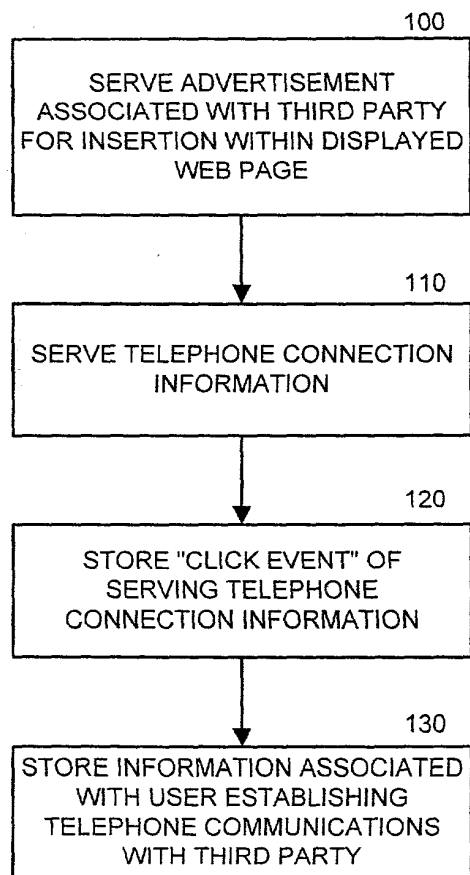 100
SERVE ADVERTISEMENT
ASSOCIATED WITH THIRD PARTY
FOR INSERTION WITHIN DISPLAYED
WEB PAGE
110
SERVE TELEPHONE CONNECTION
INFORMATION
120
STORE "CLICK EVENT" OF
SERVING TELEPHONE
CONNECTION INFORMATION
130
STORE INFORMATION ASSOCIATED
WITH USER ESTABLISHING
TELEPHONE COMMUNICATIONS
WITH THIRD PARTY